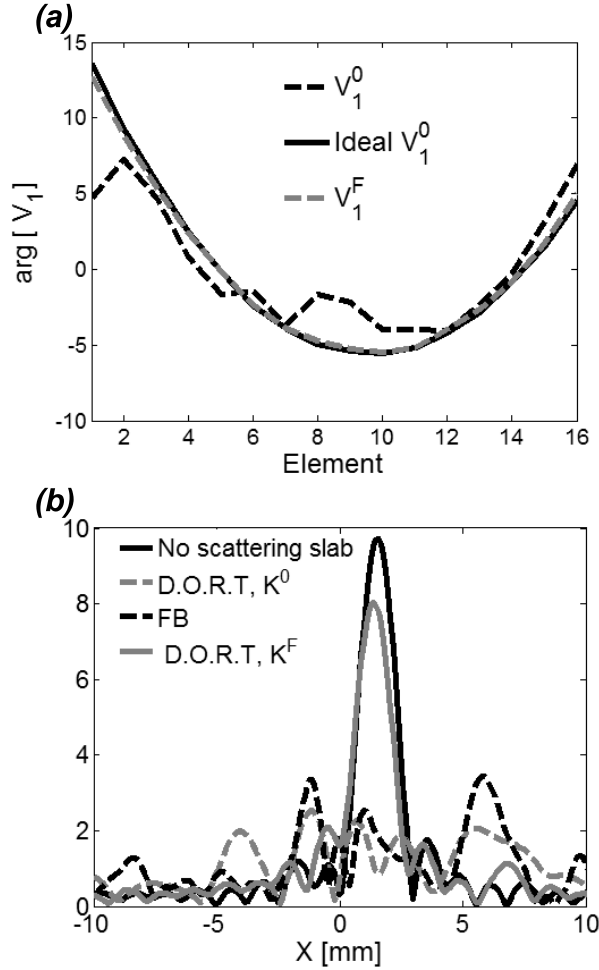 (a)
15
10
5
0
-5
-10
arg [ V₁]
V₁⁰
Ideal V₁⁰
V₁ᶠ
2 4 6 8 10 12 14 16
Element
(b)
10
8
6
4
2
0
No scattering slab
D.O.R.T, K⁰
FB
D.O.R.T, Kᶠ
-10 -5 0 5 10
X [mm]